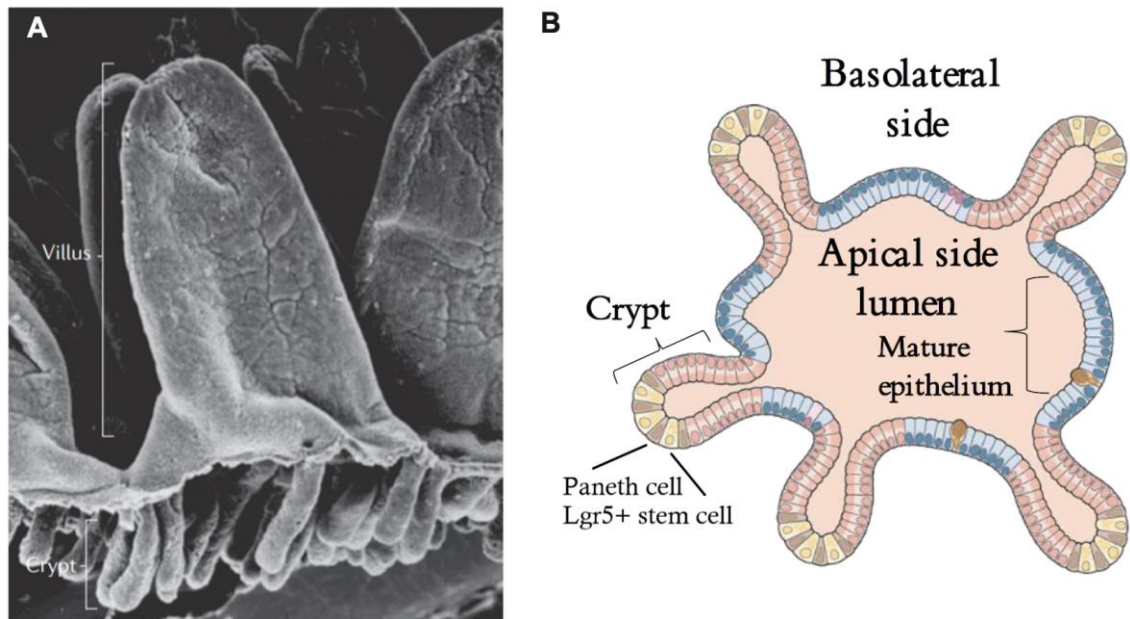 A
Villus
Crypt
B
Basolateral
side
Apical side
lumen
Mature
epithelium
Crypt
Paneth cell
Lgr5+ stem cell